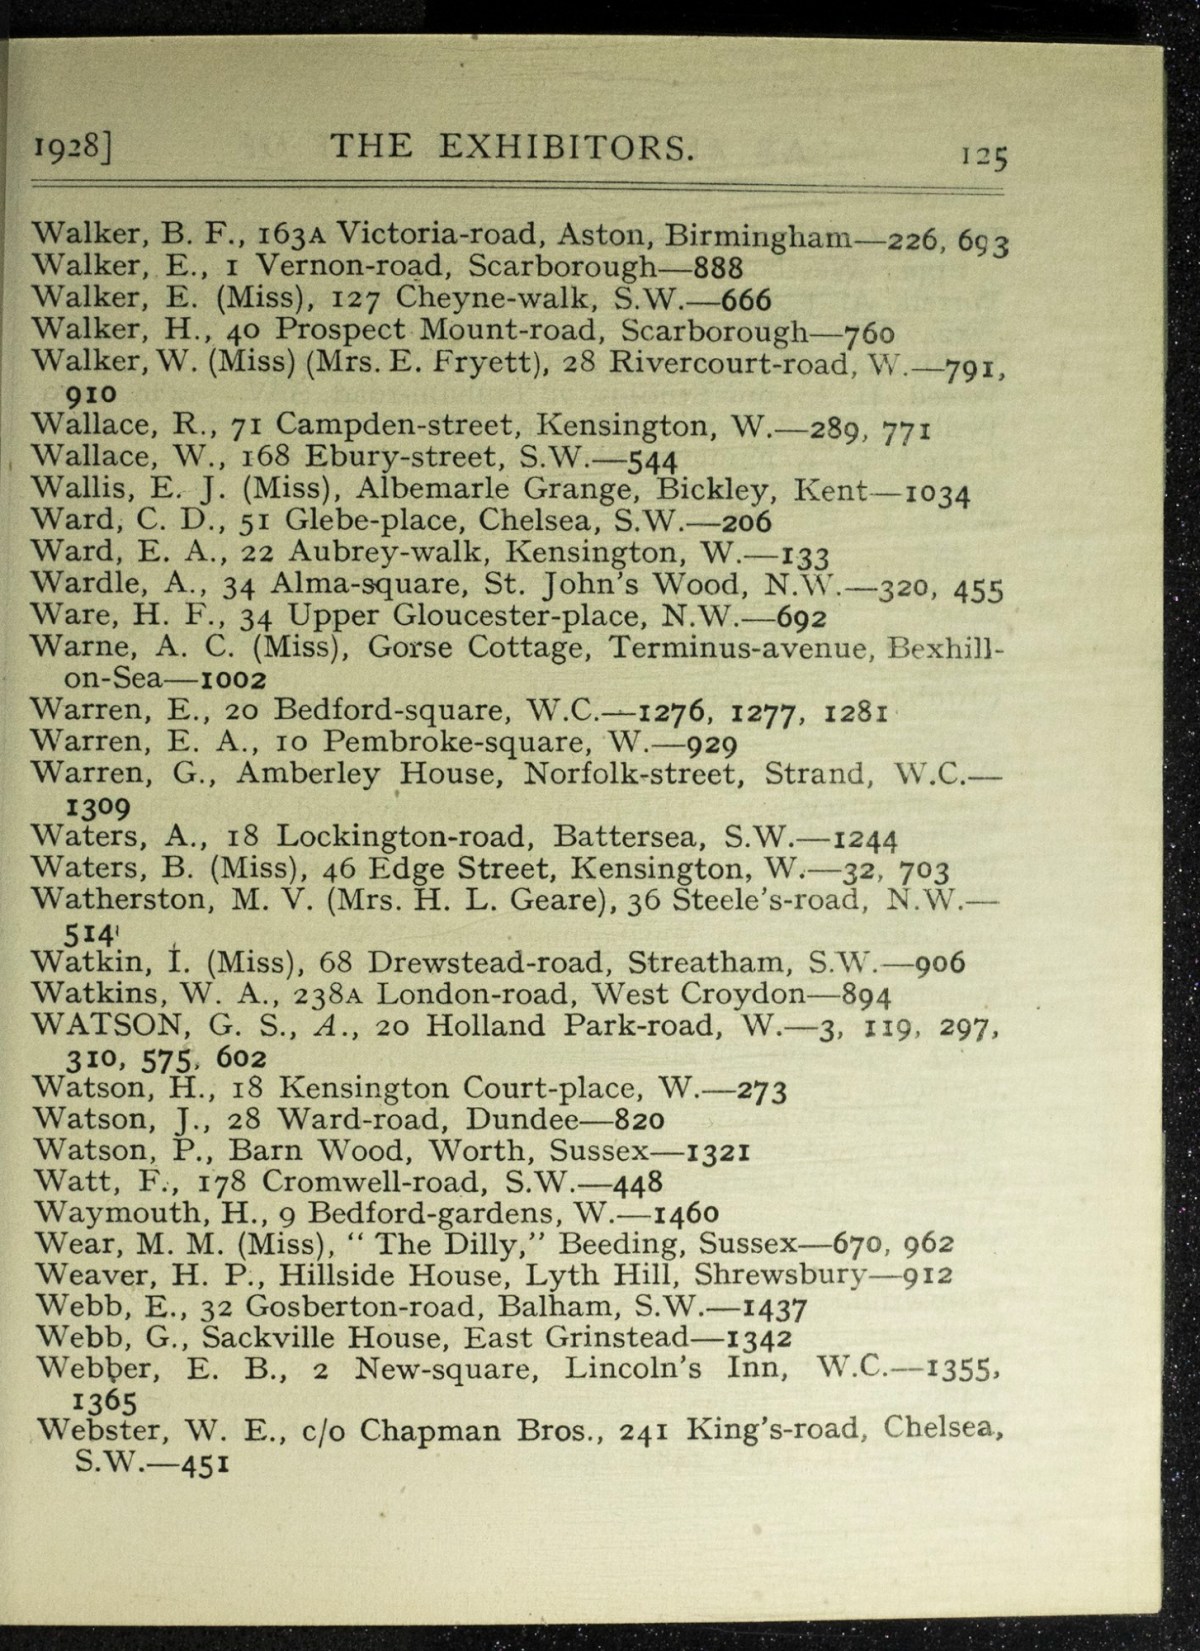 1928] THE EXHIBITORS. 125
Walker, B. F., 163A Victoria-road, Aston, Birmingham—226, 693
Walker, E., 1 Vernon-road, Scarborough—888
Walker, E. (Miss), 127 Cheyne-walk, S.W.—666
Walker, H., 40 Prospect Mount-road, Scarborough—760
Walker, W. (Miss) (Mrs. E. Fryett), 28 Rivercourt-road, W.—791,
910
Wallace, R., 71 Campden-street, Kensington, W.—289, 771
Wallace, W., 168 Ebury-street, S.W.—544
Wallis, E. J. (Miss), Albemarle Grange, Bickley, Kent—1034
Ward, C. D., 51 Glebe-place, Chelsea, S.W.—206
Ward, E. A., 22 Aubrey-walk, Kensington, W.—133
Wardle, A., 34 Alma-square, St. John's Wood, N.W.—320, 455
Ware, H. F., 34 Upper Gloucester-place, N.W.—692
Warne, A. C. (Miss), Gorse Cottage, Terminus-avenue, Bexhill-
on-Sea—1002
Warren, E., 20 Bedford-square, W.C.—1276, 1277, 1281
Warren, E. A., 10 Pembroke-square, W.—929
Warren, G., Amberley House, Norfolk-street, Strand, W.C.—
1309
Waters, A., 18 Lockington-road, Battersea, S.W.—1244
Waters, B. (Miss), 46 Edge Street, Kensington, W.—32, 703
Watherston, M. V. (Mrs. H. L. Geare), 36 Steele's-road, N.W.—
514
Watkin, I. (Miss), 68 Drewstead-road, Streatham, S.W.—906
Watkins, W. A., 238A London-road, West Croydon—894
WATSON, G. S., A., 20 Holland Park-road, W.—3, 119, 297,
310, 575, 602
Watson, H., 18 Kensington Court-place, W.—273
Watson, J., 28 Ward-road, Dundee—820
Watson, P., Barn Wood, Worth, Sussex—1321
Watt, F., 178 Cromwell-road, S.W.—448
Waymouth, H., 9 Bedford-gardens, W.—1460
Wear, M. M. (Miss), “ The Dilly,” Beeding, Sussex—670, 962
Weaver, H. P., Hillside House, Lyth Hill, Shrewsbury—912
Webb, E., 32 Gosberton-road, Balham, S.W.—1437
Webb, G., Sackville House, East Grinstead—1342
Webber, E. B., 2 New-square, Lincoln's Inn, W.C.—1355,
1365
Webster, W. E., c/o Chapman Bros., 241 King's-road, Chelsea,
S.W.—451